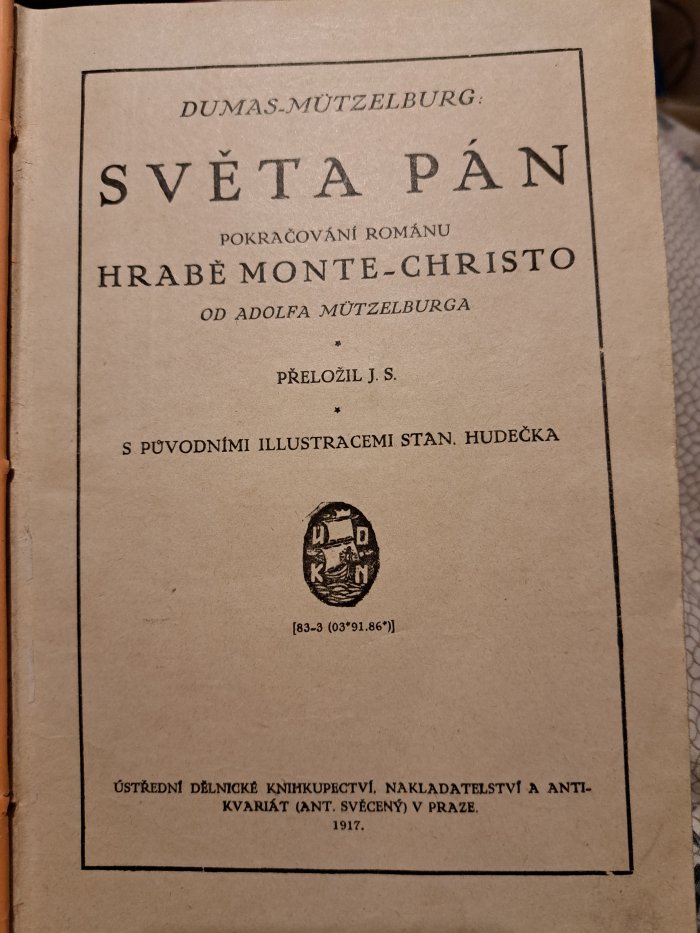 DUMAS-MÜTZELBURG:
SVĚTA PÁN
POKRAČOVÁNÍ ROMÁNU
HRABĚ MONTE-CHRISTO
OD ADOLFA MÜTZELBURGA
*
PŘELOŽIL J. S.
*
S PŮVODNÍMI ILLUSTRACEMI STAN. HUDEČKA
U D
K N
[83-3 (03*91.86*)]
ÚSTŘEDNÍ DĚLNICKÉ KNIHKUPECTVÍ, NAKLADATELSTVÍ A ANTI-
KVARIÁT (ANT. SVĚCENÝ) V PRAZE.
1917.